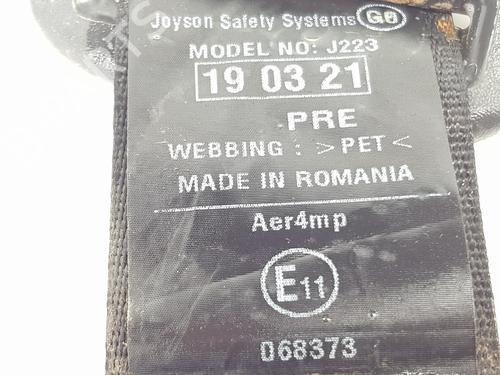 Joyson Safety Systems G6
MODEL NO: J223
19 03 21
PRE
WEBBING : >PET<
MADE IN ROMANIA
Aer4mp
E11
068373